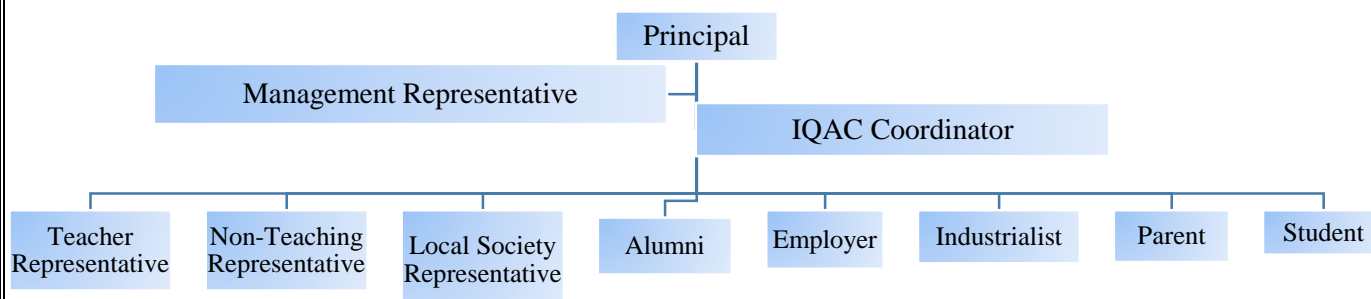 Principal
Management Representative
IQAC Coordinator
Teacher
Representative
Non-Teaching
Representative
Local Society
Representative
Alumni
Employer
Industrialist
Parent
Student